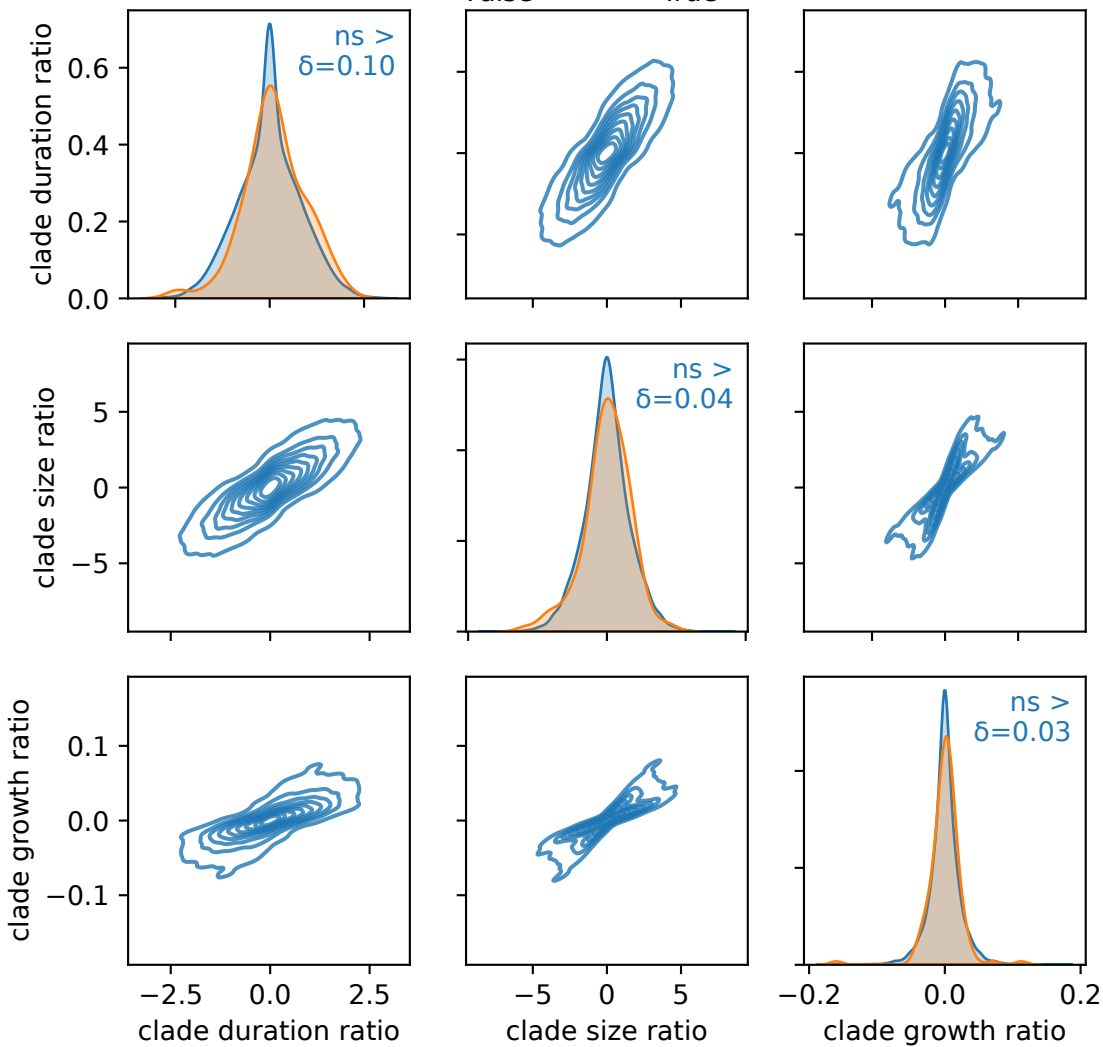 clade duration ratio
0.6
0.4
0.2
0.0
ns >
δ=0.10
clade size ratio
5
0
−5
ns >
δ=0.04
clade growth ratio
0.1
0.0
−0.1
ns >
δ=0.03
−2.5 0.0 2.5
−5 0 5
−0.2 0.0 0.2
clade duration ratio
clade size ratio
clade growth ratio